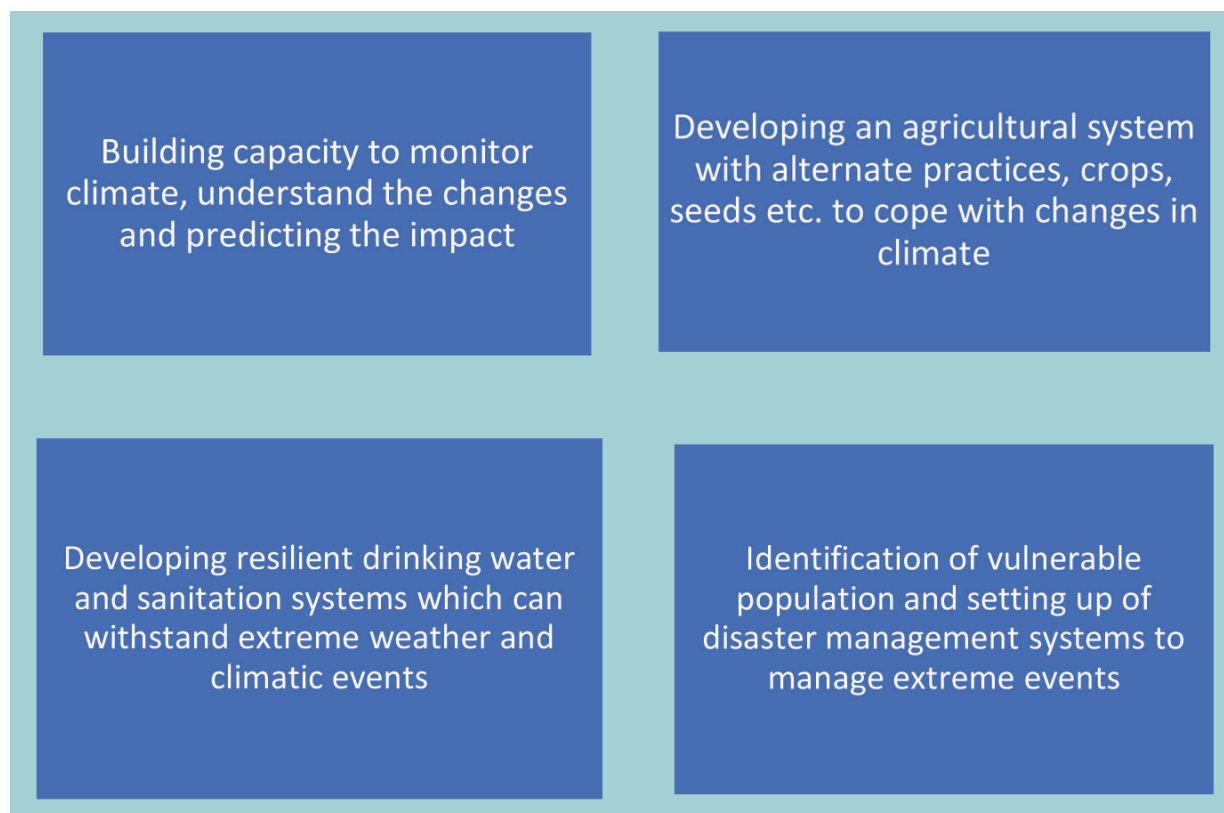 Building capacity to monitor
climate, understand the changes
and predicting the impact
Developing an agricultural system
with alternate practices, crops,
seeds etc. to cope with changes in
climate
Developing resilient drinking water
and sanitation systems which can
withstand extreme weather and
climatic events
Identification of vulnerable
population and setting up of
disaster management systems to
manage extreme events